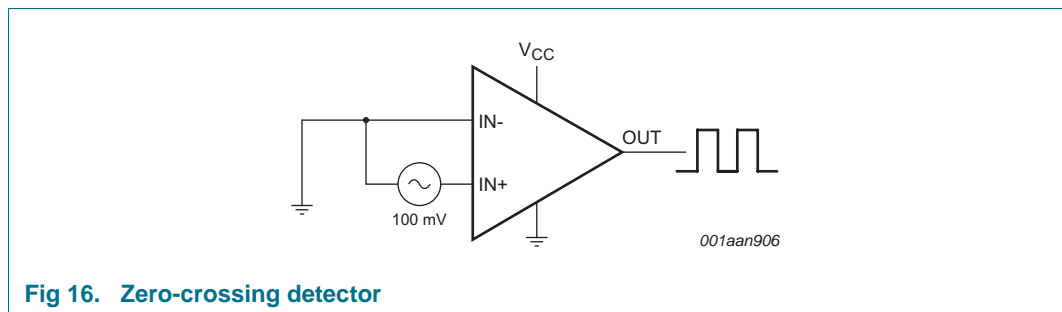 VCC
IN-
OUT
IN+
100 mV
001aan906
Fig 16. Zero-crossing detector